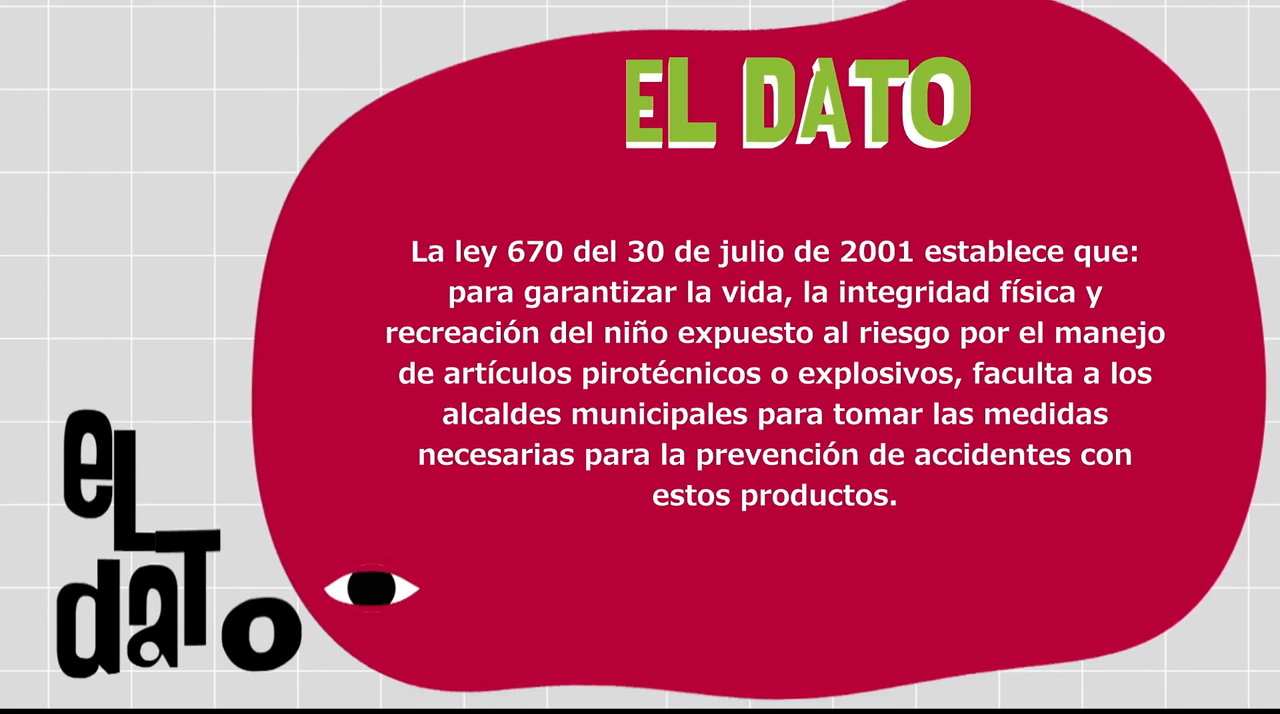 EL DATO
La ley 670 del 30 de julio de 2001 establece que:
para garantizar la vida, la integridad física y
recreación del niño expuesto al riesgo por el manejo
de artículos pirotécnicos o explosivos, faculta a los
alcaldes municipales para tomar las medidas
necesarias para la prevención de accidentes con
estos productos.
eL
daTo